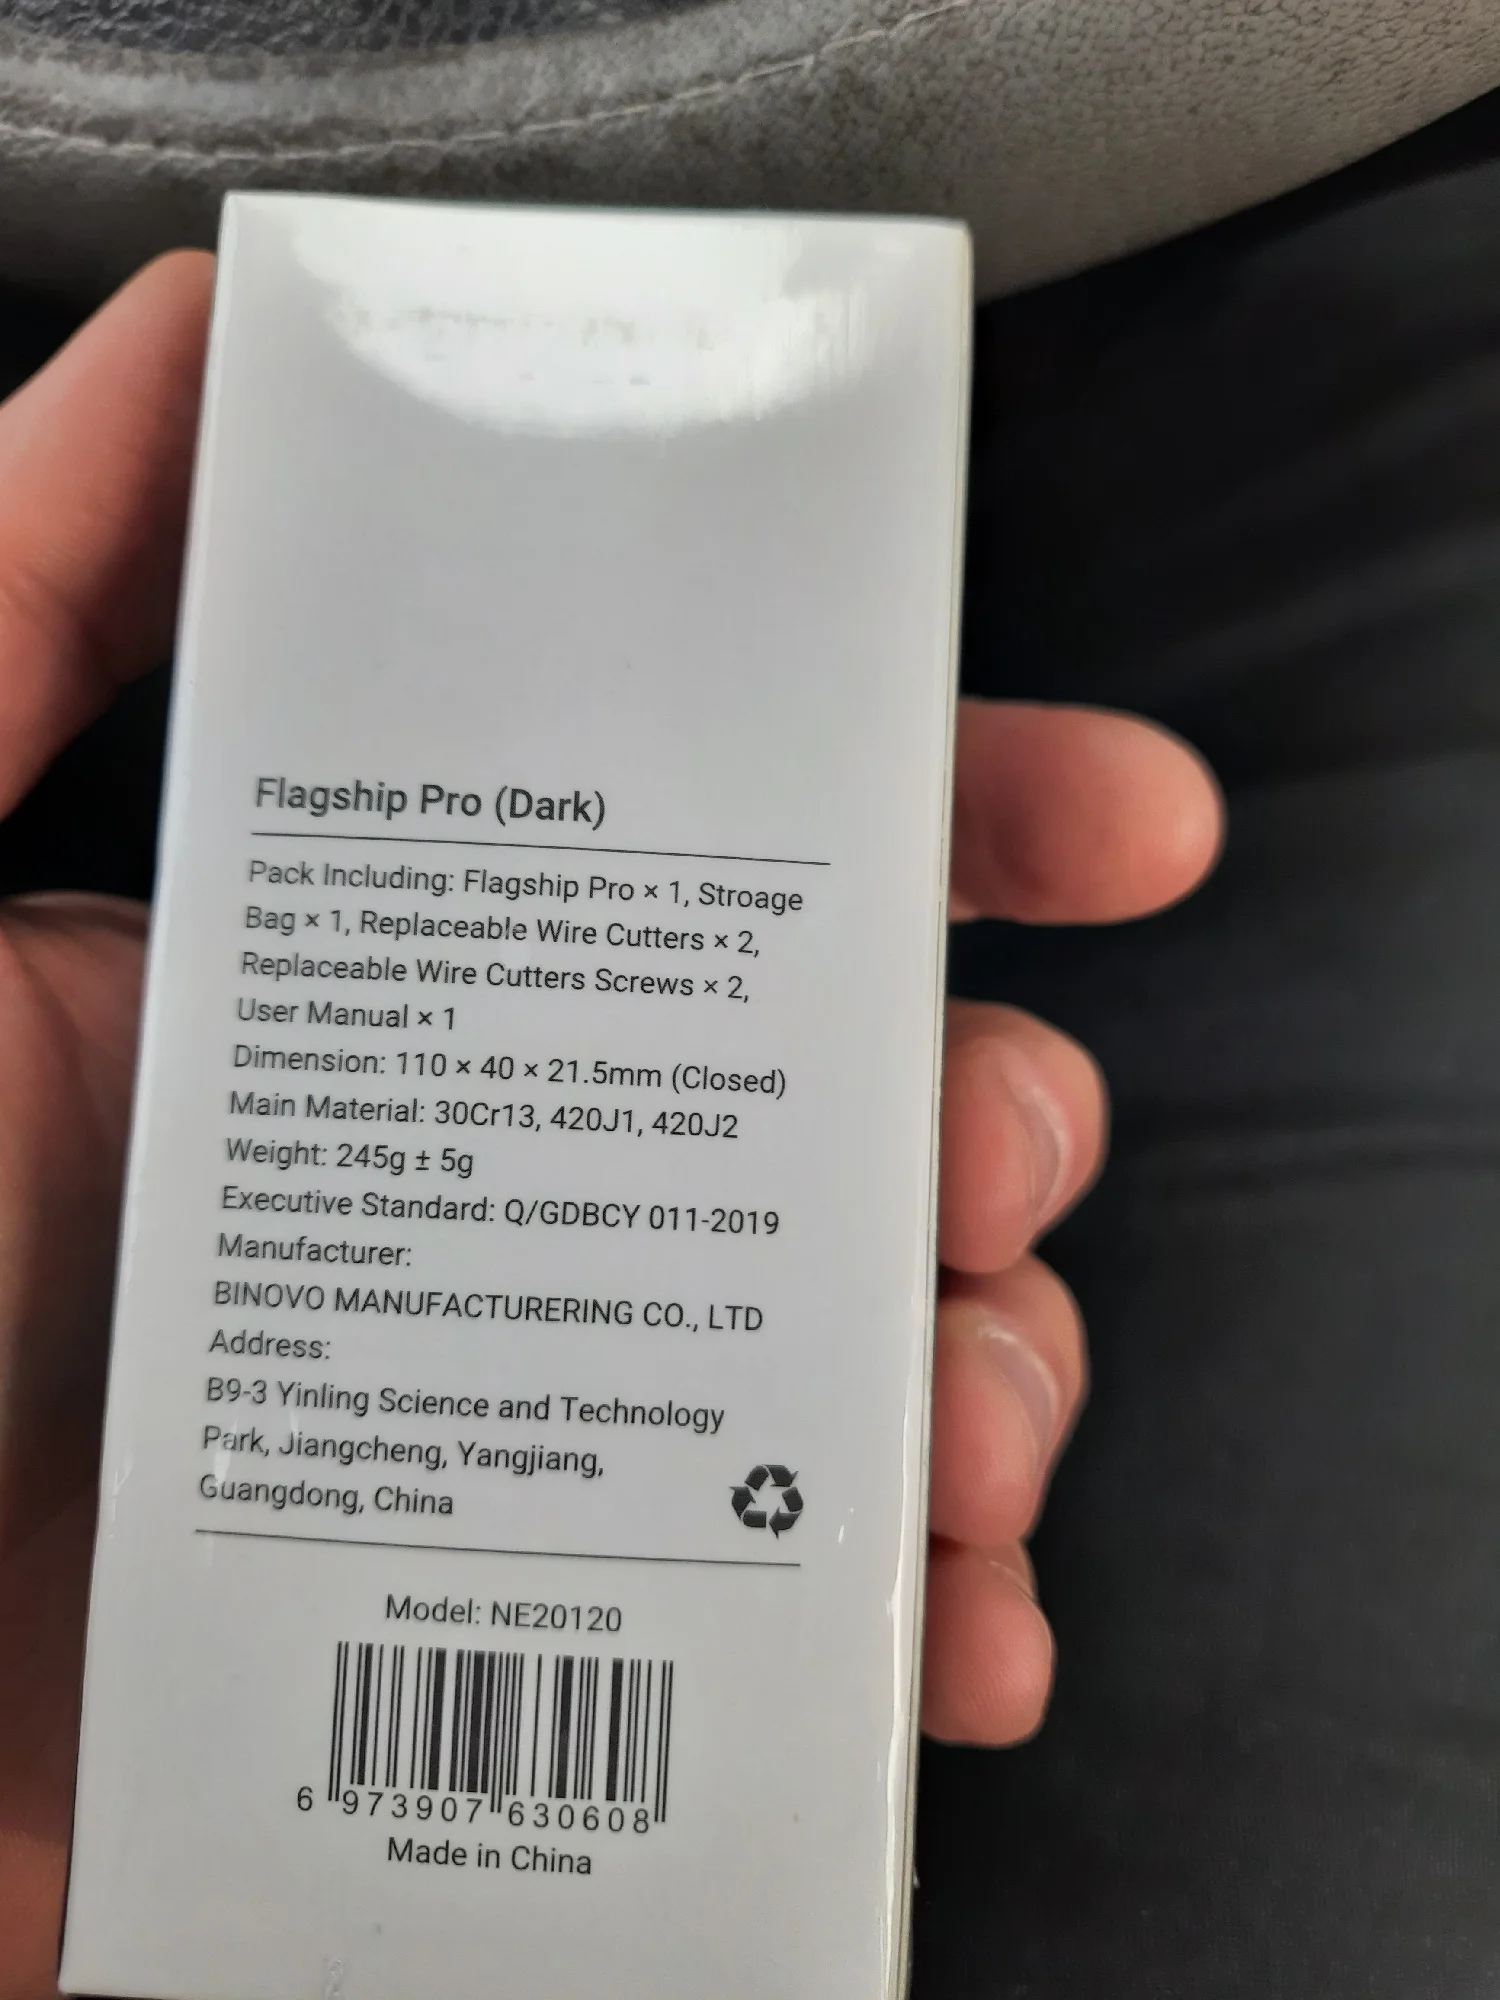 Flagship Pro (Dark)
Pack Including: Flagship Pro × 1, Stroage
Bag × 1, Replaceable Wire Cutters × 2,
Replaceable Wire Cutters Screws × 2,
User Manual × 1
Dimension: 110 × 40 × 21.5mm (Closed)
Main Material: 30Cr13, 420J1, 420J2
Weight: 245g ± 5g
Executive Standard: Q/GDBCY 011-2019
Manufacturer:
BINOVO MANUFACTURERING CO., LTD
Address:
B9-3 Yinling Science and Technology
Park, Jiangcheng, Yangjiang,
Guangdong, China
Model: NE20120
6 973907 630608
Made in China